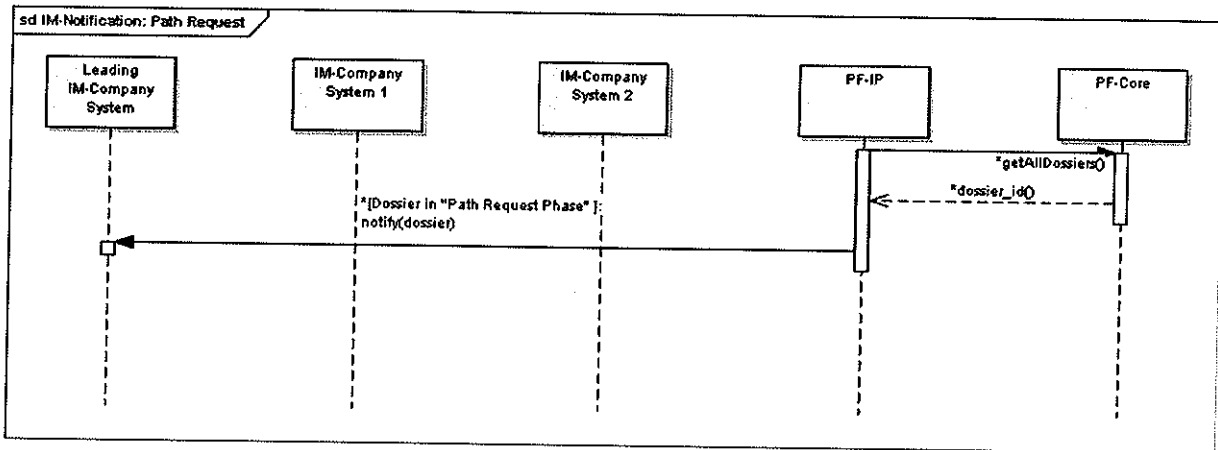 sd IM-Notification: Path Request
Leading
IM-Company
System
IM-Company
System 1
IM-Company
System 2
PF-IP
PF-Core
*getAllDossiers()
*dossier_id()
*[Dossier in "Path Request Phase" ]:
notify(dossier)